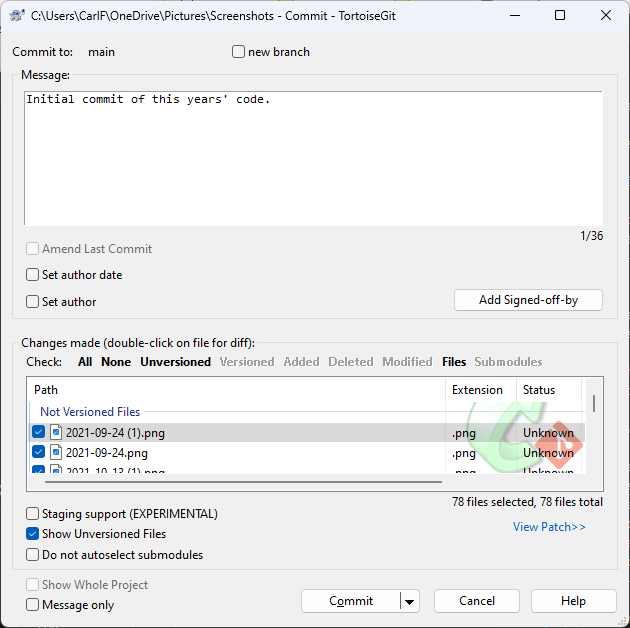 C:\Users\CarlF\OneDrive\Pictures\Screenshots - Commit - TortoiseGit
Commit to: main new branch
Message:
Initial commit of this years' code.
1/36
Amend Last Commit
Set author date
Set author
Add Signed-off-by
Changes made (double-click on file for diff):
Check: All None Unversioned Versioned Added Deleted Modified Files Submodules
Path Extension Status
Not Versioned Files
2021-09-24 (1).png .png Unknown
2021-09-24.png .png Unknown
2021-10-13 (1).png .png Unknown
78 files selected, 78 files total
Staging support (EXPERIMENTAL)
Show Unversioned Files
View Patch>>
Do not autoselect submodules
Show Whole Project
Message only
Commit Cancel Help